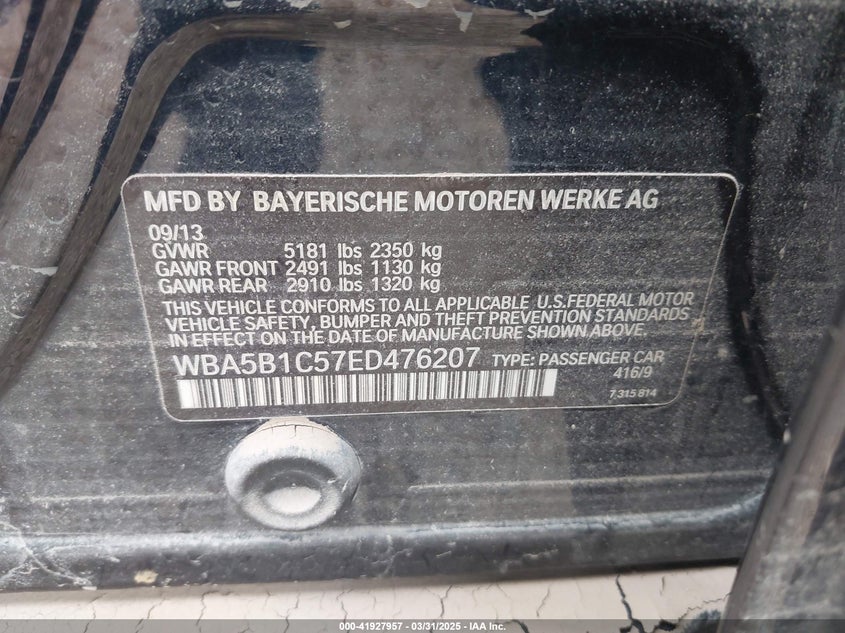 MFD BY BAYERISCHE MOTOREN WERKE AG
09/13
GVWR 5181 lbs 2350 kg
GAWR FRONT 2491 lbs 1130 kg
GAWR REAR 2910 lbs 1320 kg
THIS VEHICLE CONFORMS TO ALL APPLICABLE U.S.FEDERAL MOTOR
VEHICLE SAFETY, BUMPER AND THEFT PREVENTION STANDARDS
IN EFFECT ON THE DATE OF MANUFACTURE SHOWN ABOVE.
WBA5B1C57ED476207 TYPE: PASSENGER CAR
416/9
7 315 814
000-41927957 / 03/31/2025 - IAA Inc.